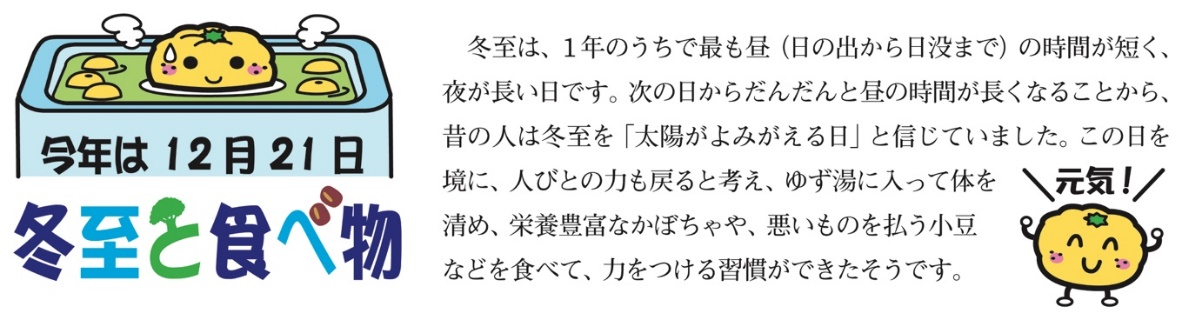 今年は12月21日
冬至と食べ物
冬至は、1年のうちで最も昼（日の出から日没まで）の時間が短く、
夜が長い日です。次の日からだんだんと昼の時間が長くなることから、
昔の人は冬至を「太陽がよみがえる日」と信じていました。この日を
境に、人びとの力も戻ると考え、ゆず湯に入って体を
清め、栄養豊富なかぼちゃや、悪いものを払う小豆
などを食べて、力をつける習慣ができたそうです。
元気！